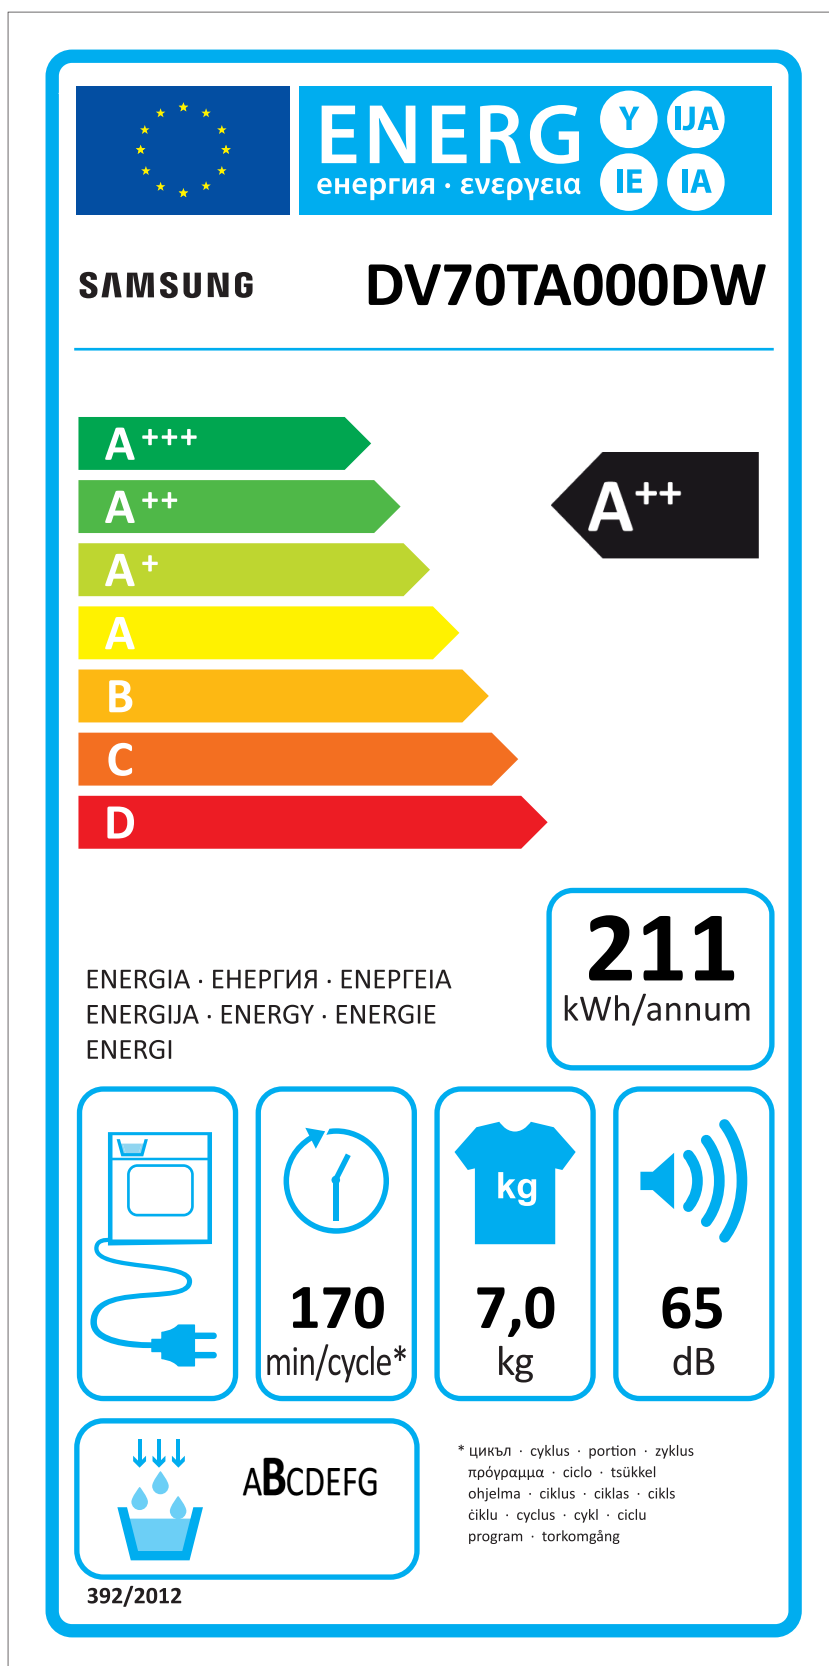 ENERG
Y
IJA
енергия · ενεργεια
IE
IA
SAMSUNG
DV70TA000DW
A+++
A++
A++
A+
A
B
C
D
211
kWh/annum
ENERGIA · ЕНЕРГИЯ · ΕΝΕΡΓΕΙΑ
ENERGIJA · ENERGY · ENERGIE
ENERGI
kg
170
min/cycle*
7,0
kg
65
dB
ABCDEFG
* цикъл · cyklus · portion · zyklus
πρόγραμμα · ciclo · tsükkel
ohjelma · ciklus · ciklas · cikls
ċiklu · cyclus · cykl · ciclu
program · torkomgång
392/2012